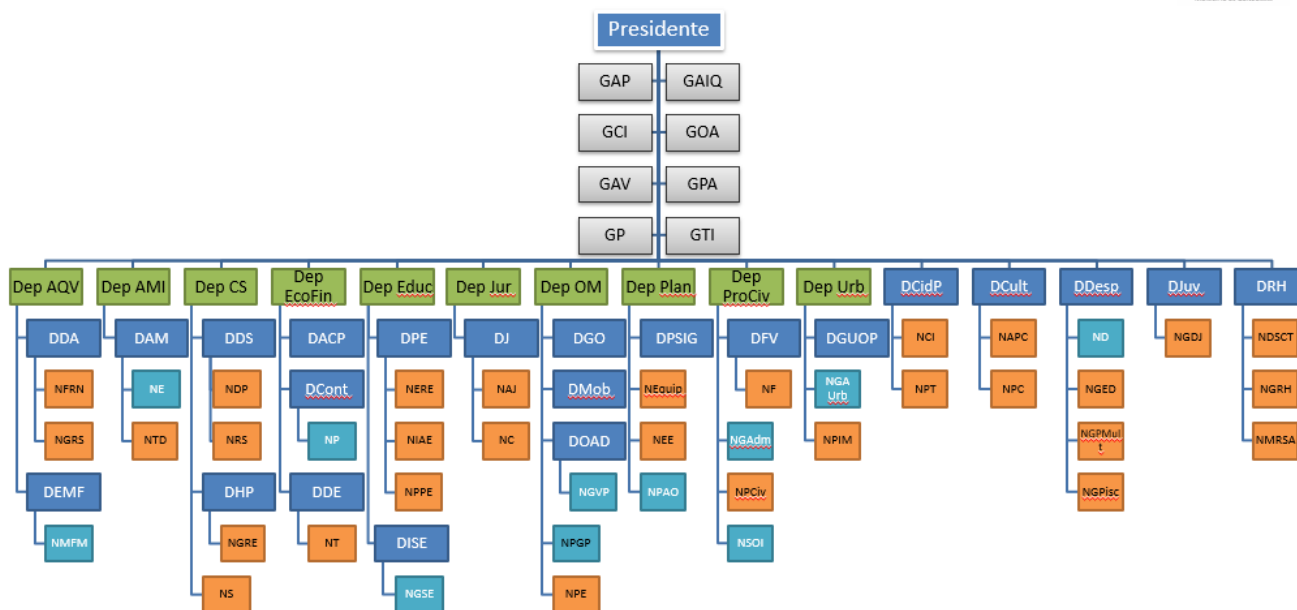 Presidente
GAP
GAIQ
GCI
GOA
GAV
GPA
GP
GTI
Dep AQV
Dep AMI
Dep CS
Dep
EcoFin
Dep Educ
Dep Jur
Dep OM
Dep Plan
Dep
ProCiv
Dep Urb
DCidP
DCult
DDesp
DJuv
DRH
DDA
NFRN
NGRS
DEMF
NMFM
DAM
NE
NTD
DDS
NDP
NRS
DHP
NGRE
NS
DACP
DCont
NP
DDE
NT
DPE
NERE
NIAE
NPPE
DISE
NGSE
DJ
NAJ
NC
DGO
DMob
DOAD
NGVP
NPGP
NPE
DPSIG
NEquip
NEE
NPAO
DFV
NF
NGAdm
NPCiv
NSOI
DGUOP
NGA
Urb
NPIM
NCI
NPT
NAPC
NPC
ND
NGED
NGPMul
t
NGPisc
NGDJ
NDSCT
NGRH
NMRSA